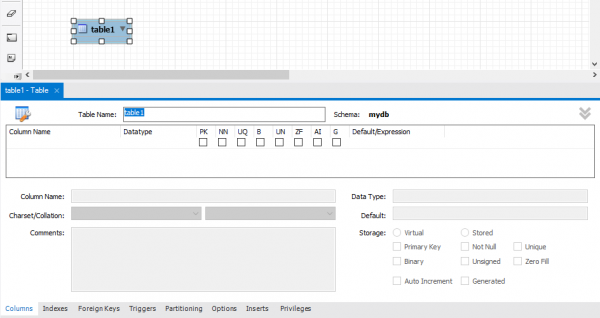 table1
table1 - Table
Table Name: table1 Schema: mydb
Column Name Datatype PK NN UQ B UN ZF AI G Default/Expression
Column Name: Data Type:
Charset/Collation: Default:
Comments: Storage: Virtual Stored
Primary Key Not Null Unique
Binary Unsigned Zero Fill
Auto Increment Generated
Columns Indexes Foreign Keys Triggers Partitioning Options Inserts Privileges